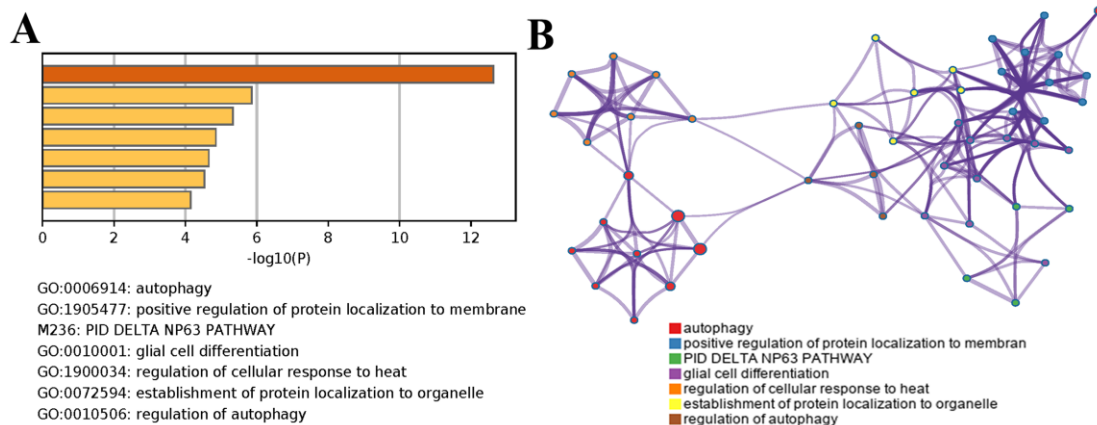 A
0 2 4 6 8 10 12
-log10(P)
GO:0006914: autophagy
GO:1905477: positive regulation of protein localization to membrane
M236: PID DELTA NP63 PATHWAY
GO:0010001: glial cell differentiation
GO:1900034: regulation of cellular response to heat
GO:0072594: establishment of protein localization to organelle
GO:0010506: regulation of autophagy
B
autophagy
positive regulation of protein localization to membran
PID DELTA NP63 PATHWAY
glial cell differentiation
regulation of cellular response to heat
establishment of protein localization to organelle
regulation of autophagy